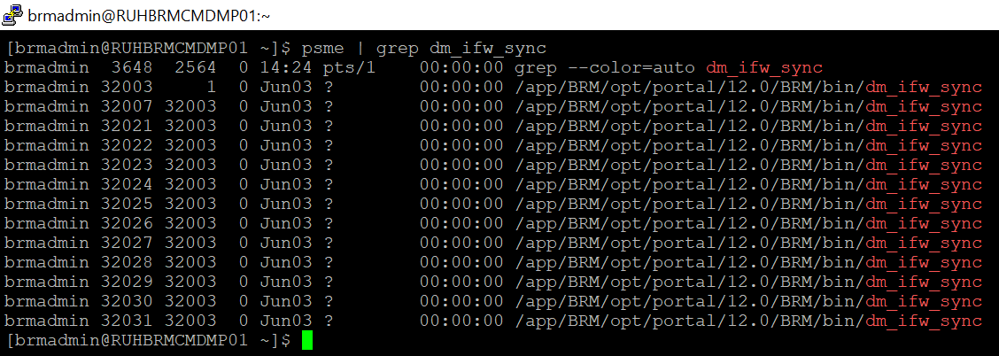 brmadmin@RUHBRMCMDMP01:~
[brmadmin@RUHBRMCMDMP01 ~]$ psme | grep dm_ifw_sync
brmadmin  3648  2564  0 14:24 pts/1    00:00:00 grep --color=auto dm_ifw_sync
brmadmin 32003     1  0 Jun03 ?        00:00:00 /app/BRM/opt/portal/12.0/BRM/bin/dm_ifw_sync
brmadmin 32007 32003  0 Jun03 ?        00:00:00 /app/BRM/opt/portal/12.0/BRM/bin/dm_ifw_sync
brmadmin 32021 32003  0 Jun03 ?        00:00:00 /app/BRM/opt/portal/12.0/BRM/bin/dm_ifw_sync
brmadmin 32022 32003  0 Jun03 ?        00:00:00 /app/BRM/opt/portal/12.0/BRM/bin/dm_ifw_sync
brmadmin 32023 32003  0 Jun03 ?        00:00:00 /app/BRM/opt/portal/12.0/BRM/bin/dm_ifw_sync
brmadmin 32024 32003  0 Jun03 ?        00:00:00 /app/BRM/opt/portal/12.0/BRM/bin/dm_ifw_sync
brmadmin 32025 32003  0 Jun03 ?        00:00:00 /app/BRM/opt/portal/12.0/BRM/bin/dm_ifw_sync
brmadmin 32026 32003  0 Jun03 ?        00:00:00 /app/BRM/opt/portal/12.0/BRM/bin/dm_ifw_sync
brmadmin 32027 32003  0 Jun03 ?        00:00:00 /app/BRM/opt/portal/12.0/BRM/bin/dm_ifw_sync
brmadmin 32028 32003  0 Jun03 ?        00:00:00 /app/BRM/opt/portal/12.0/BRM/bin/dm_ifw_sync
brmadmin 32029 32003  0 Jun03 ?        00:00:00 /app/BRM/opt/portal/12.0/BRM/bin/dm_ifw_sync
brmadmin 32030 32003  0 Jun03 ?        00:00:00 /app/BRM/opt/portal/12.0/BRM/bin/dm_ifw_sync
brmadmin 32031 32003  0 Jun03 ?        00:00:00 /app/BRM/opt/portal/12.0/BRM/bin/dm_ifw_sync
[brmadmin@RUHBRMCMDMP01 ~]$